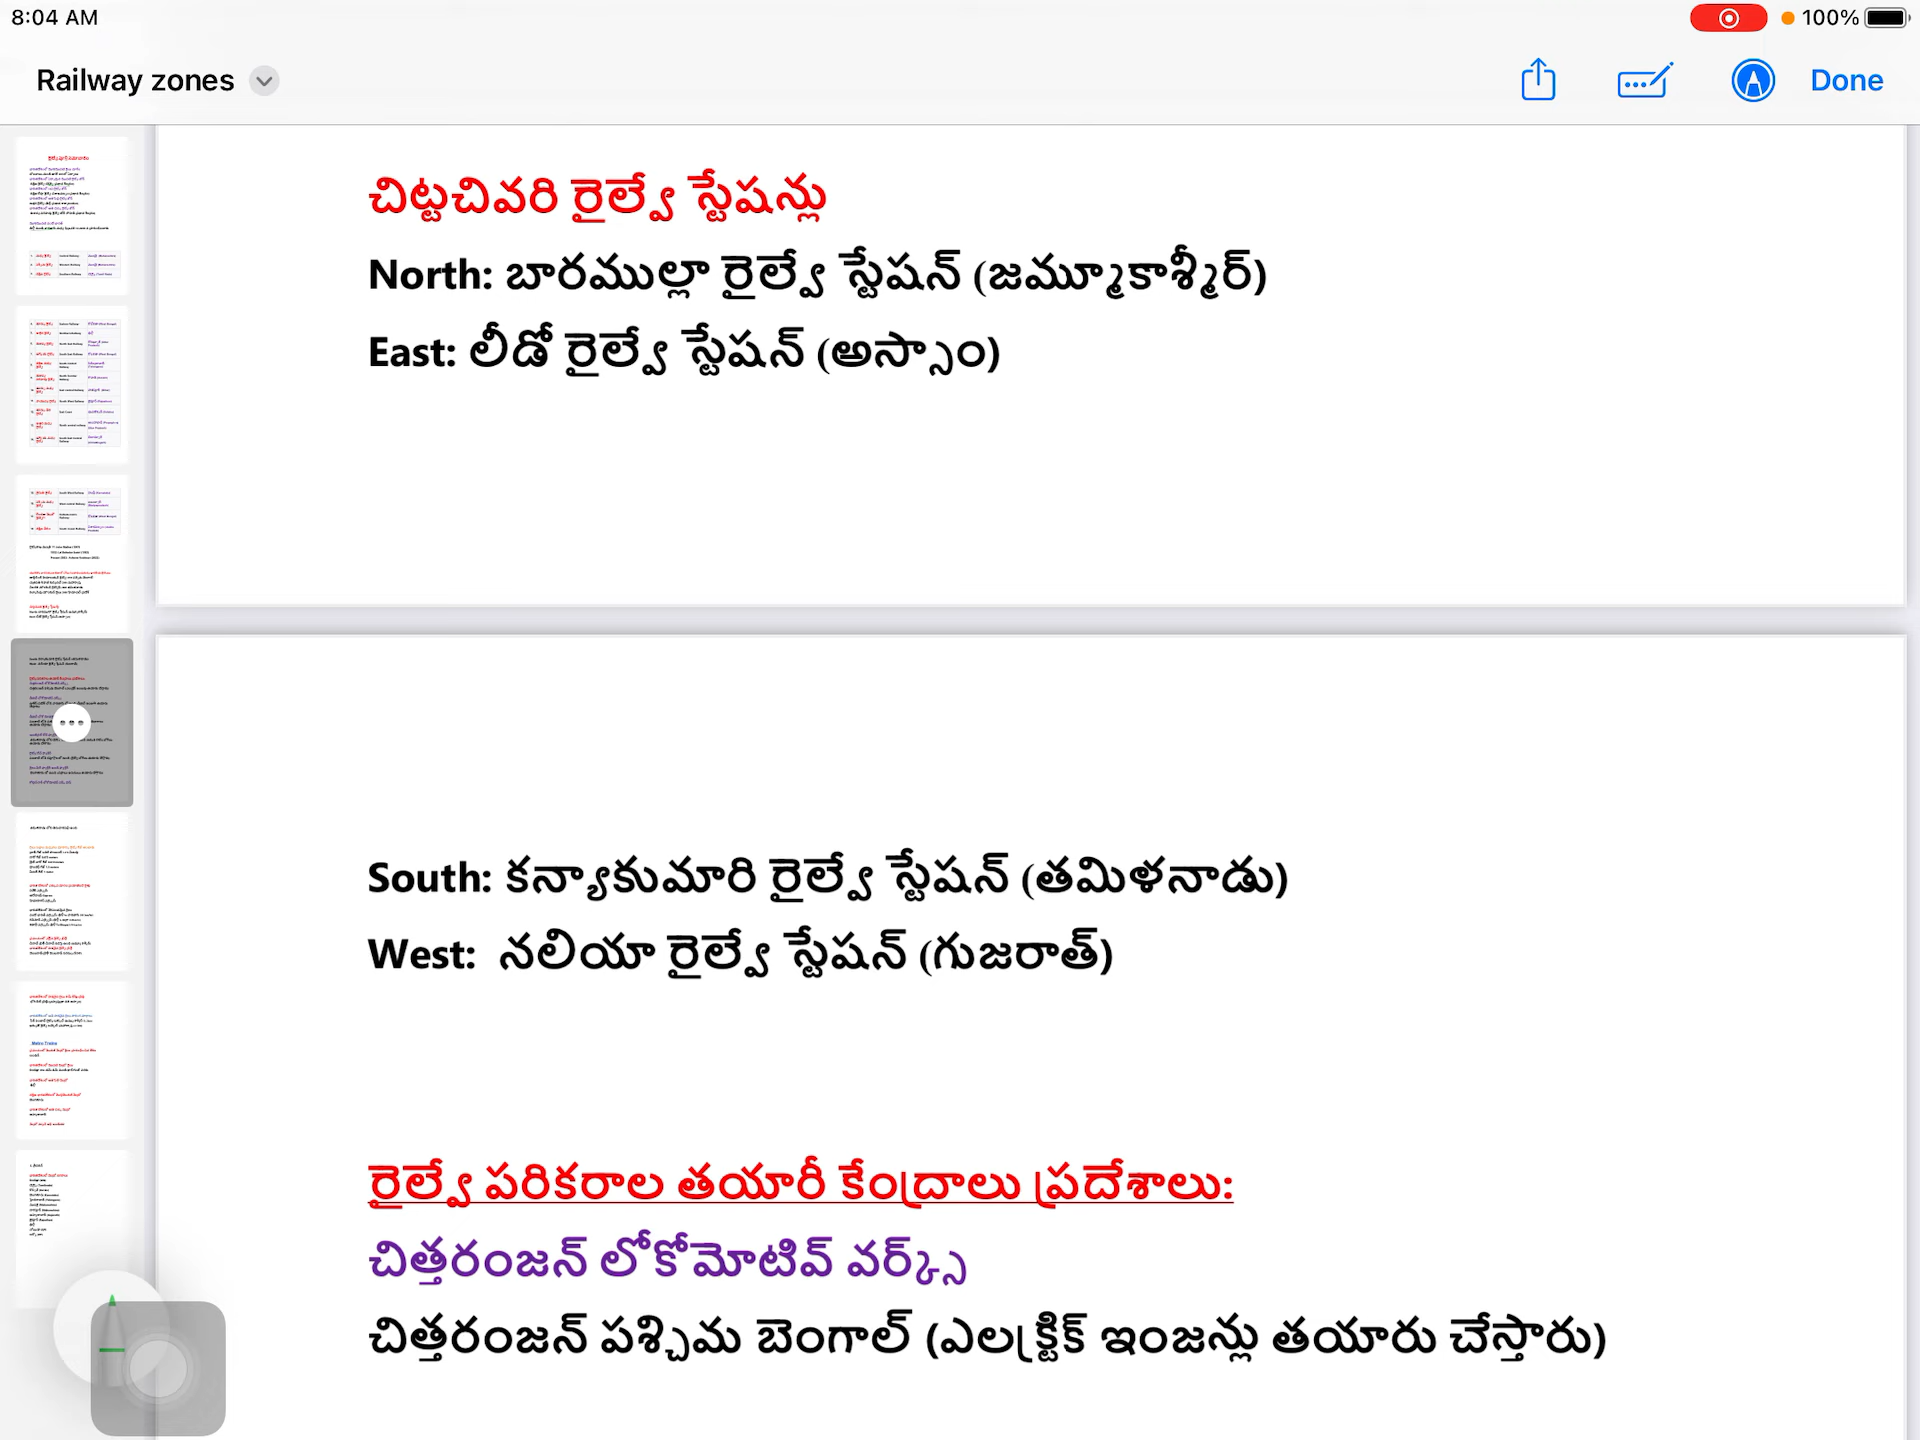 8:04 AM
100%
Railway zones
Done
చిట్టచివరి రైల్వే స్టేషన్లు
North: బారముల్లా రైల్వే స్టేషన్ (జమ్మూకాశ్మీర్)
East: లీడో రైల్వే స్టేషన్ (అస్సాం)
South: కన్యాకుమారి రైల్వే స్టేషన్ (తమిళనాడు)
West: నలియా రైల్వే స్టేషన్ (గుజరాత్)
రైల్వే పరికరాల తయారీ కేంద్రాలు ప్రదేశాలు:
చిత్తరంజన్ లోకోమోటివ్ వర్క్స్
చిత్తరంజన్ పశ్చిమ బెంగాల్ (ఎలక్ట్రిక్ ఇంజన్లు తయారు చేస్తారు)